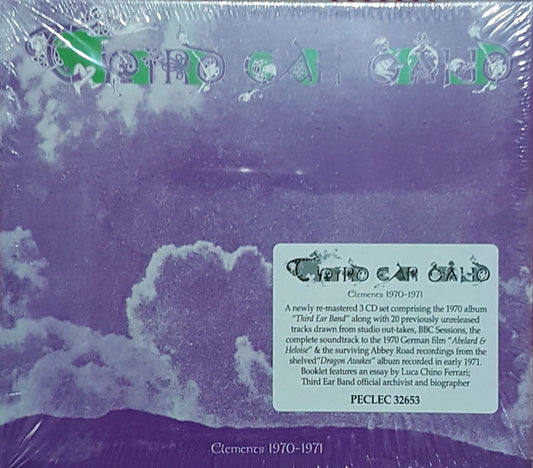 Third Ear Band
Third Ear Band
Elements 1970-1971
A newly re-mastered 3 CD set comprising the 1970 album
"Third Ear Band" along with 20 previously unreleased
tracks drawn from studio out-takes, BBC Sessions, the
complete soundtrack to the 1970 German film "Abelard &
Heloise" & the surviving Abbey Road recordings from the
shelved"Dragon Awakes" album recorded in early 1971.
Booklet features an essay by Luca Chino Ferrari;
Third Ear Band official archivist and biographer
PECLEC 32653
Elements 1970-1971